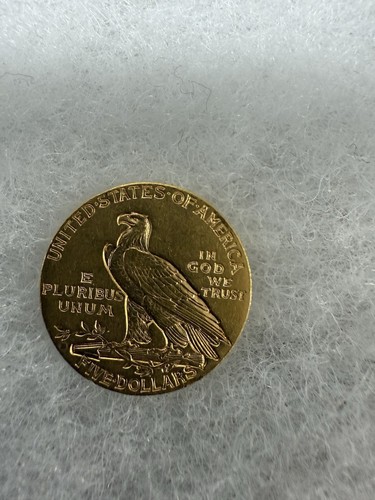 UNITED·STATES·OF·AMERICA
E
PLURIBUS
UNUM
IN
GOD WE
TRUST
FIVE·DOLLARS